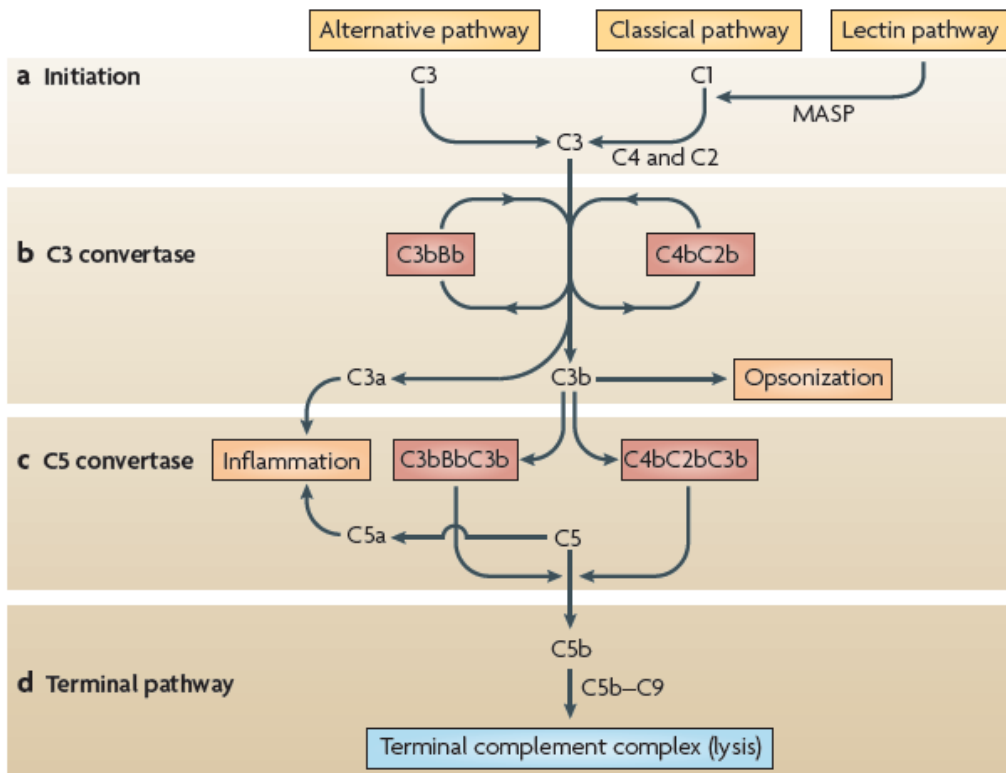 Alternative pathway
Classical pathway
Lectin pathway
a Initiation
C3
C1
MASP
C3
C4 and C2
b C3 convertase
C3bBb
C4bC2b
C3a
C3b
Opsonization
c C5 convertase
Inflammation
C3bBbC3b
C4bC2bC3b
C5a
C5
C5b
d Terminal pathway
C5b–C9
Terminal complement complex (lysis)